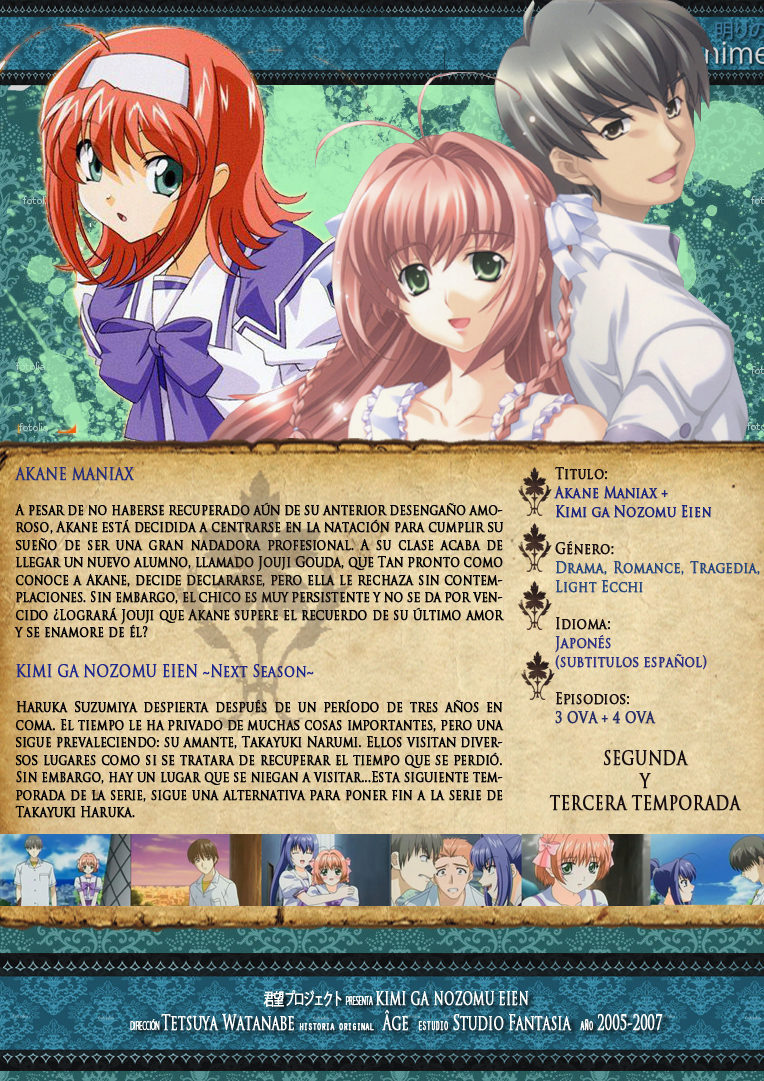 明りの
nime
fotolia
fotolia
fotolia
fotolia
AKANE MANIAX
A PESAR DE NO HABERSE RECUPERADO AÚN DE SU ANTERIOR DESENGAÑO AMO-
ROSO, AKANE ESTÁ DECIDIDA A CENTRARSE EN LA NATACIÓN PARA CUMPLIR SU
SUEÑO DE SER UNA GRAN NADADORA PROFESIONAL. A SU CLASE ACABA DE
LLEGAR UN NUEVO ALUMNO, LLAMADO JOUJI GOUDA, QUE TAN PRONTO COMO
CONOCE A AKANE, DECIDE DECLARARSE, PERO ELLA LE RECHAZA SIN CONTEM-
PLACIONES. SIN EMBARGO, EL CHICO ES MUY PERSISTENTE Y NO SE DA POR VEN-
CIDO ¿LOGRARÁ JOUJI QUE AKANE SUPERE EL RECUERDO DE SU ÚLTIMO AMOR
Y SE ENAMORE DE ÉL?
KIMI GA NOZOMU EIEN ~NEXT SEASON~
HARUKA SUZUMIYA DESPIERTA DESPUÉS DE UN PERÍODO DE TRES AÑOS EN
COMA. EL TIEMPO LE HA PRIVADO DE MUCHAS COSAS IMPORTANTES, PERO UNA
SIGUE PREVALECIENDO: SU AMANTE, TAKAYUKI NARUMI. ELLOS VISITAN DIVER-
SOS LUGARES COMO SI SE TRATARA DE RECUPERAR EL TIEMPO QUE SE PERDIÓ.
SIN EMBARGO, HAY UN LUGAR QUE SE NIEGAN A VISITAR...ESTA SIGUIENTE TEM-
PORADA DE LA SERIE, SIGUE UNA ALTERNATIVA PARA PONER FIN A LA SERIE DE
TAKAYUKI HARUKA.
TITULO:
AKANE MANIAX +
KIMI GA NOZOMU EIEN
GÉNERO:
DRAMA, ROMANCE, TRAGEDIA,
LIGHT ECCHI
IDIOMA:
JAPONÉS
(SUBTITULOS ESPAÑOL)
EPISODIOS:
3 OVA + 4 OVA
SEGUNDA
Y
TERCERA TEMPORADA
君望プロジェクト PRESENTA KIMI GA NOZOMU EIEN
DIRECCIÓN TETSUYA WATANABE HISTORIA ORIGINAL ÂGE ESTUDIO STUDIO FANTASIA AÑO 2005-2007